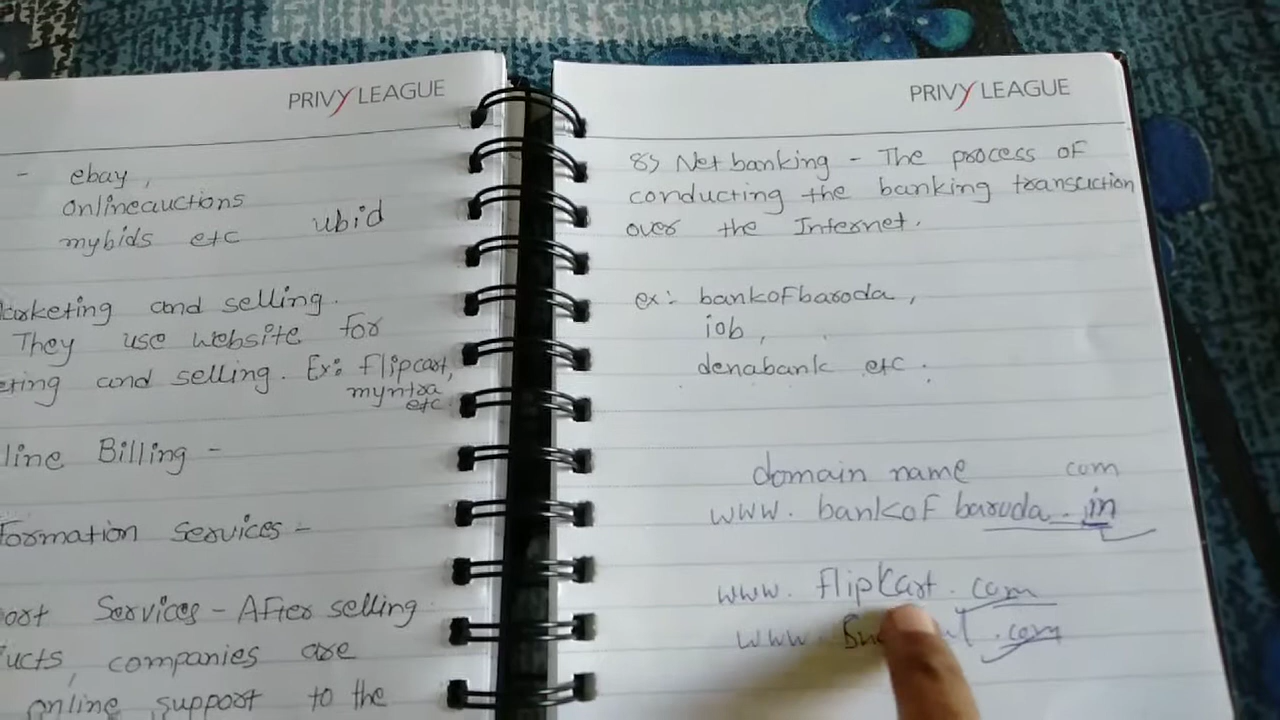 PRIVY LEAGUE
- ebay,
onlineauctions
mybids etc ubid
arketing and selling.
They use website for
eting and selling. Ex: flipcart,
myntra
etc.
line Billing -
formation services -
ort Services - After selling
ucts, companies are
online support to the
PRIVY LEAGUE
8) Net banking - The process of
conducting the banking transaction
over the Internet.
ex: bankofbaroda,
iob,
denabank etc.
domain name com
www. bankof baroda. in
www. flipkart. com
www. .com